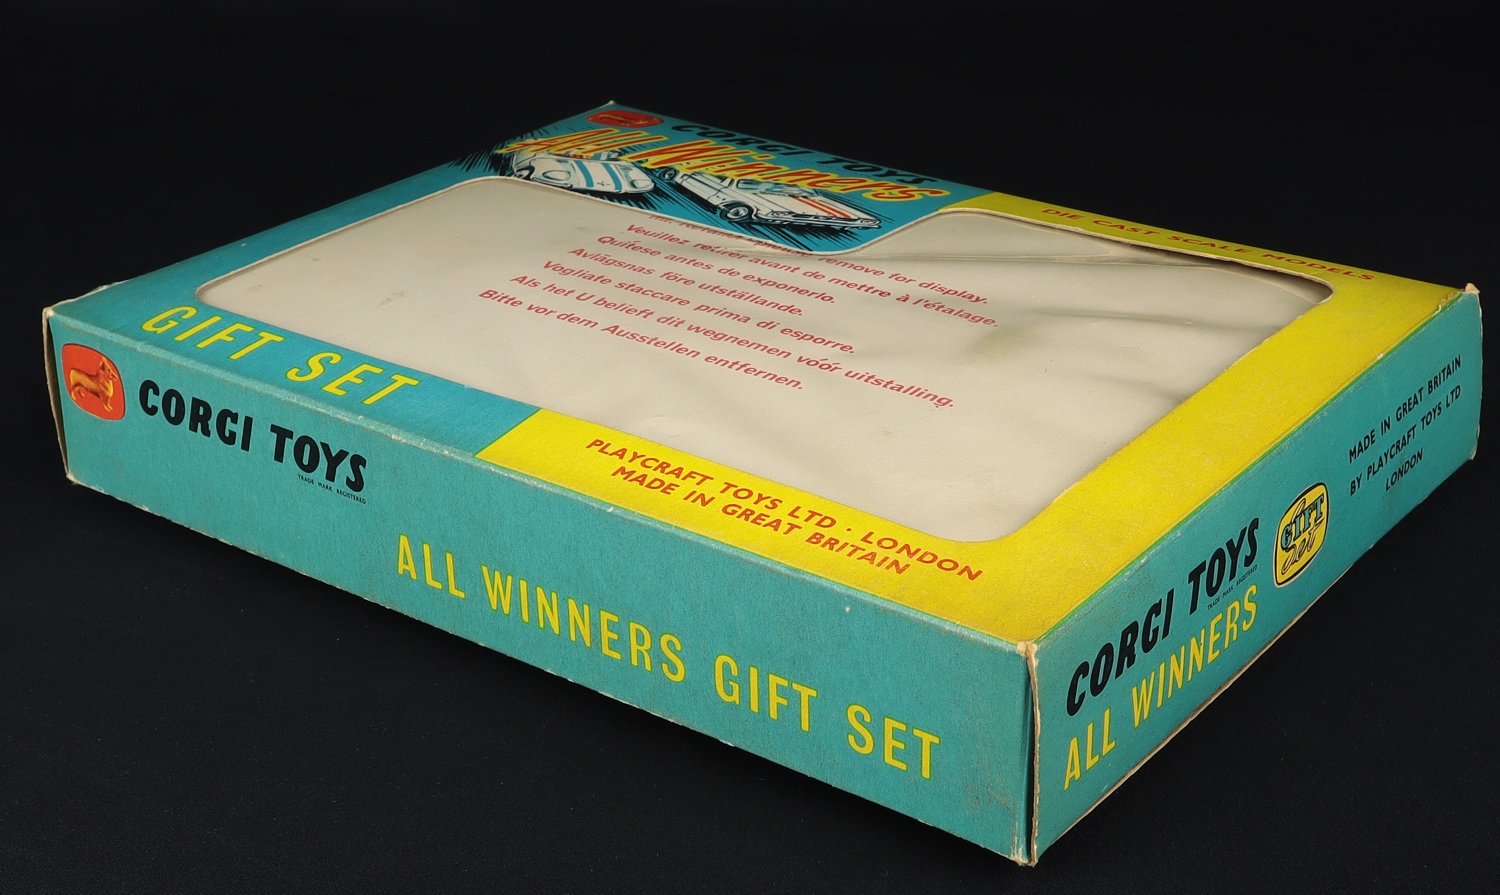 CORGI TOYS
All Winners
DIE CAST SCALE MODELS
remove for display.
Veuillez retirer avant de mettre à l'étalage.
Quitese antes de exponerlo.
Avlägsnas före utställande.
Vogliate staccare prima di esporre.
Als het U belieft dit wegnemen vóór uitstalling.
Bitte vor dem Ausstellen entfernen.
GIFT SET
PLAYCRAFT TOYS LTD · LONDON
MADE IN GREAT BRITAIN
CORGI TOYS
TRADE MARK REGISTERED
ALL WINNERS GIFT SET
CORGI TOYS
TRADE MARK REGISTERED
ALL WINNERS
GIFT
Set
MADE IN GREAT BRITAIN
BY PLAYCRAFT TOYS LTD
LONDON